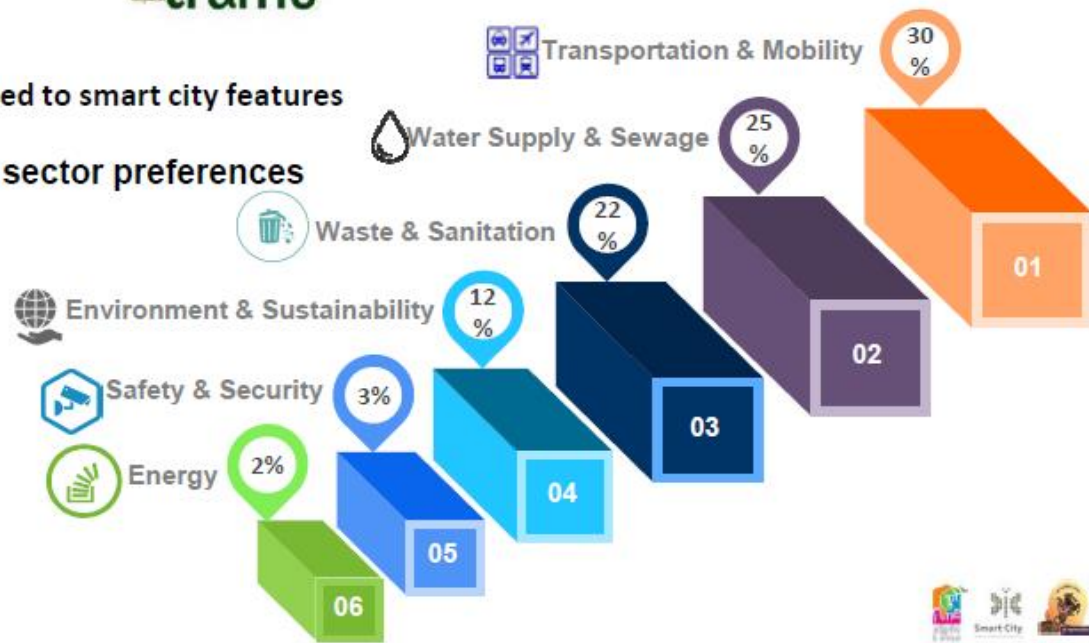 30
%
Transportation & Mobility
ed to smart city features
25
%
Water Supply & Sewage
sector preferences
22
%
Waste & Sanitation
01
12
%
Environment & Sustainability
02
Safety & Security
3%
03
Energy
2%
04
05
06
Smart City